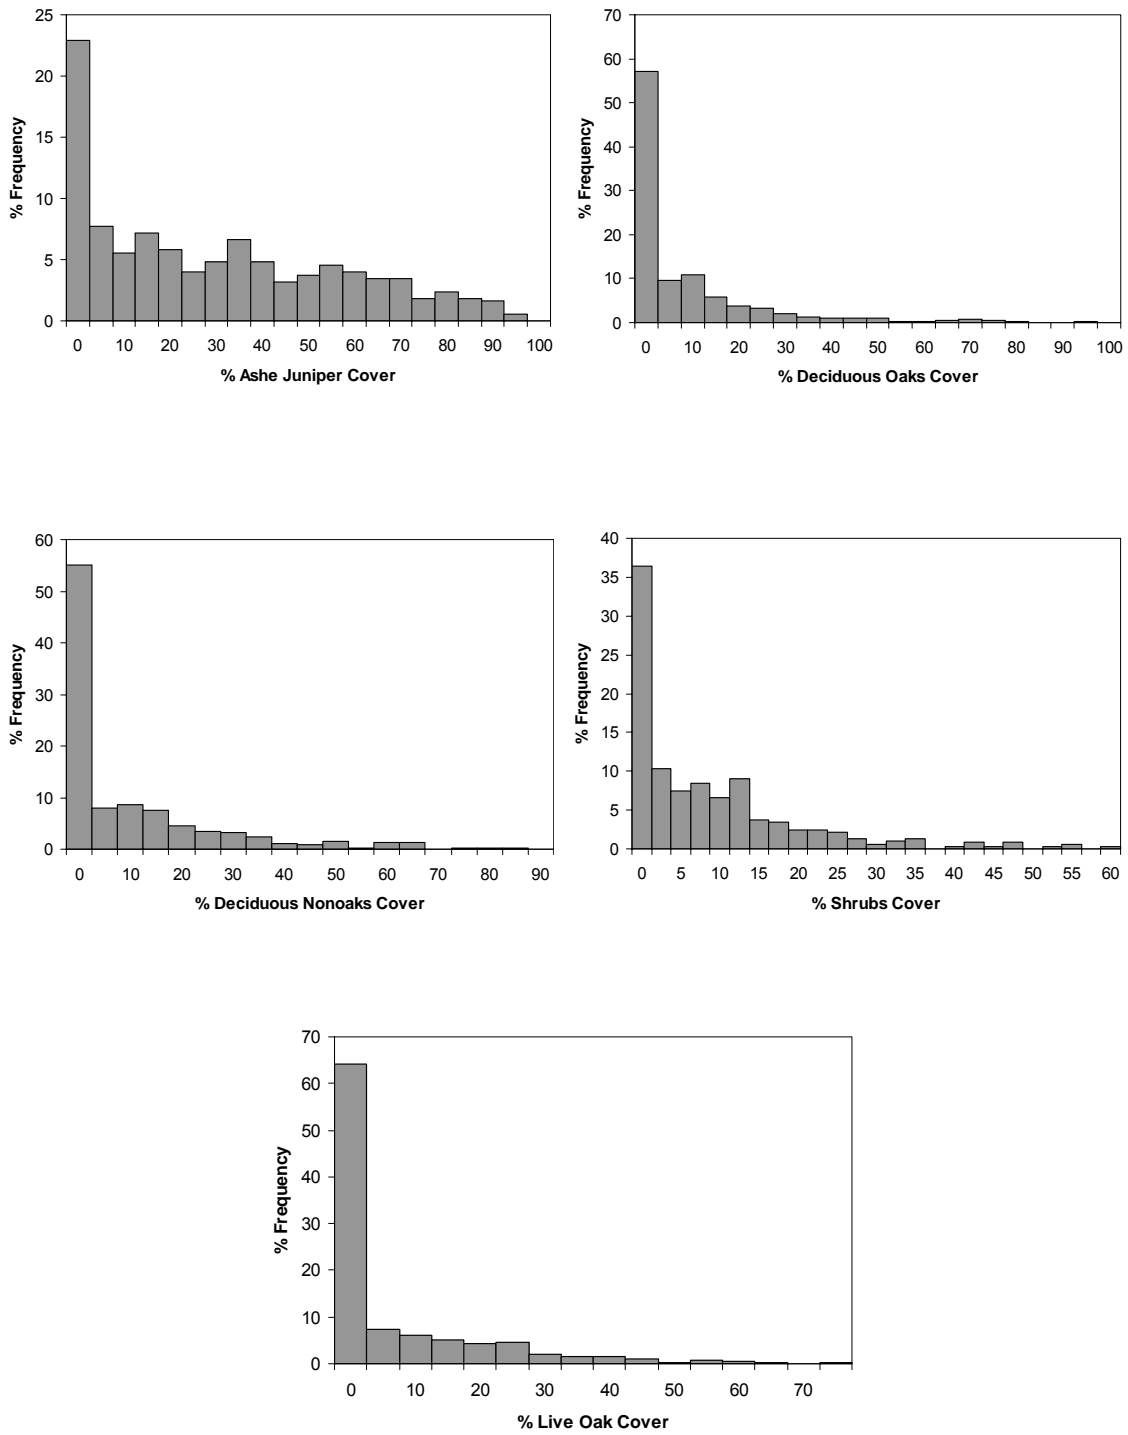 25
20
15
10
5
0
% Frequency
0 10 20 30 40 50 60 70 80 90 100
% Ashe Juniper Cover
70
60
50
40
30
20
10
0
% Frequency
0 10 20 30 40 50 60 70 80 90 100
% Deciduous Oaks Cover
60
50
40
30
20
10
0
% Frequency
0 10 20 30 40 50 60 70 80 90
% Deciduous Nonoaks Cover
40
35
30
25
20
15
10
5
0
% Frequency
0 5 10 15 20 25 30 35 40 45 50 55 60
% Shrubs Cover
70
60
50
40
30
20
10
0
% Frequency
0 10 20 30 40 50 60 70
% Live Oak Cover